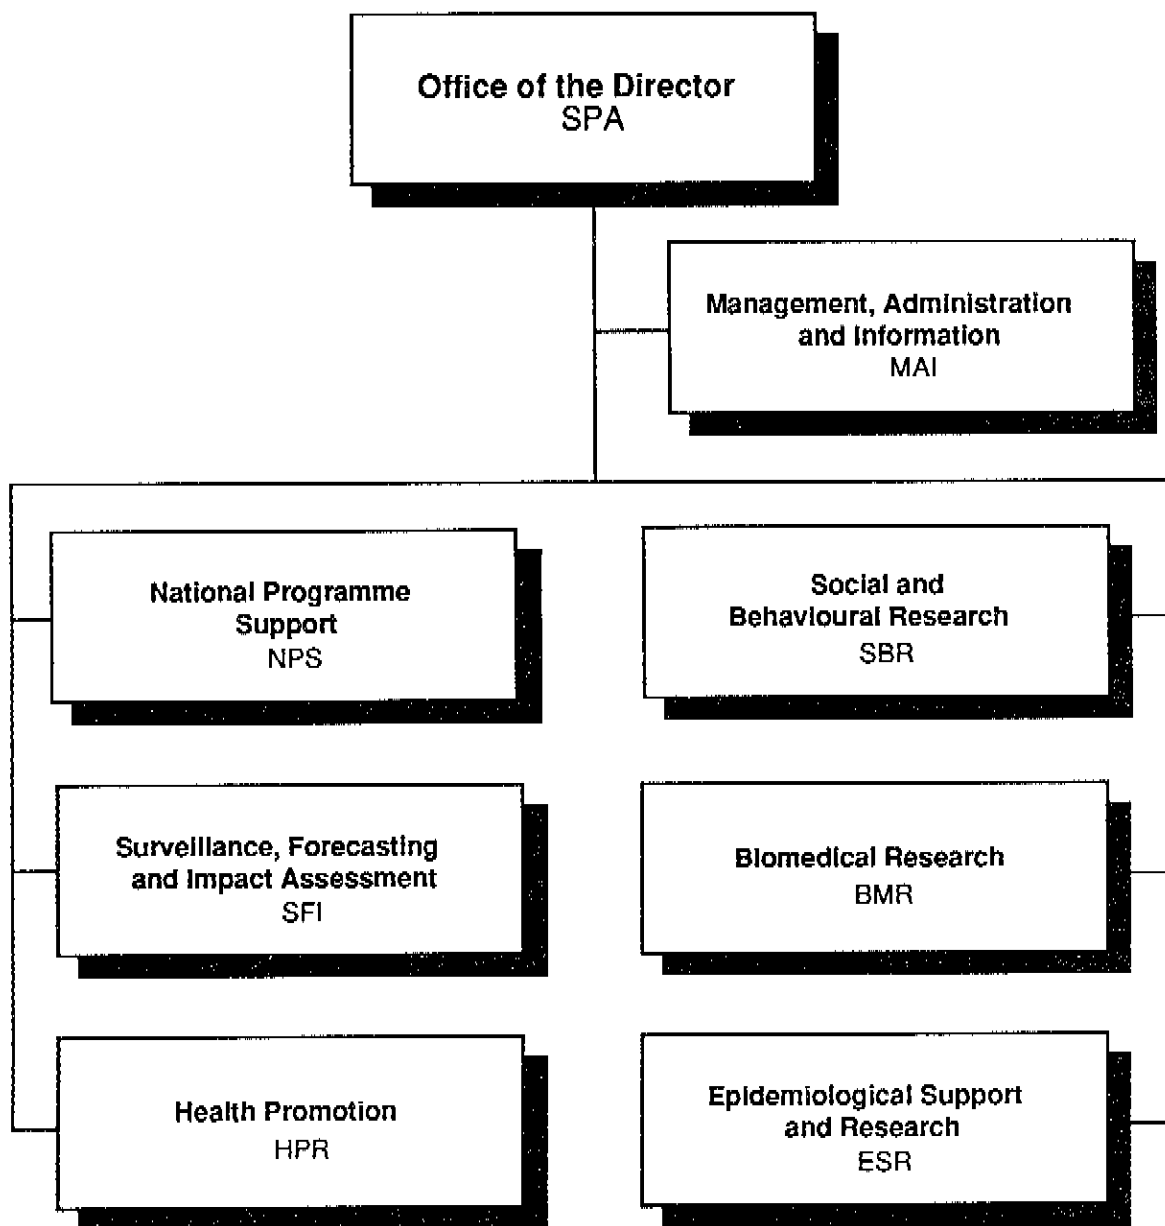 Office of the Director
SPA
Management, Administration
and Information
MAI
National Programme
Support
NPS
Social and
Behavioural Research
SBR
Surveillance, Forecasting
and Impact Assessment
SFI
Biomedical Research
BMR
Health Promotion
HPR
Epidemiological Support
and Research
ESR